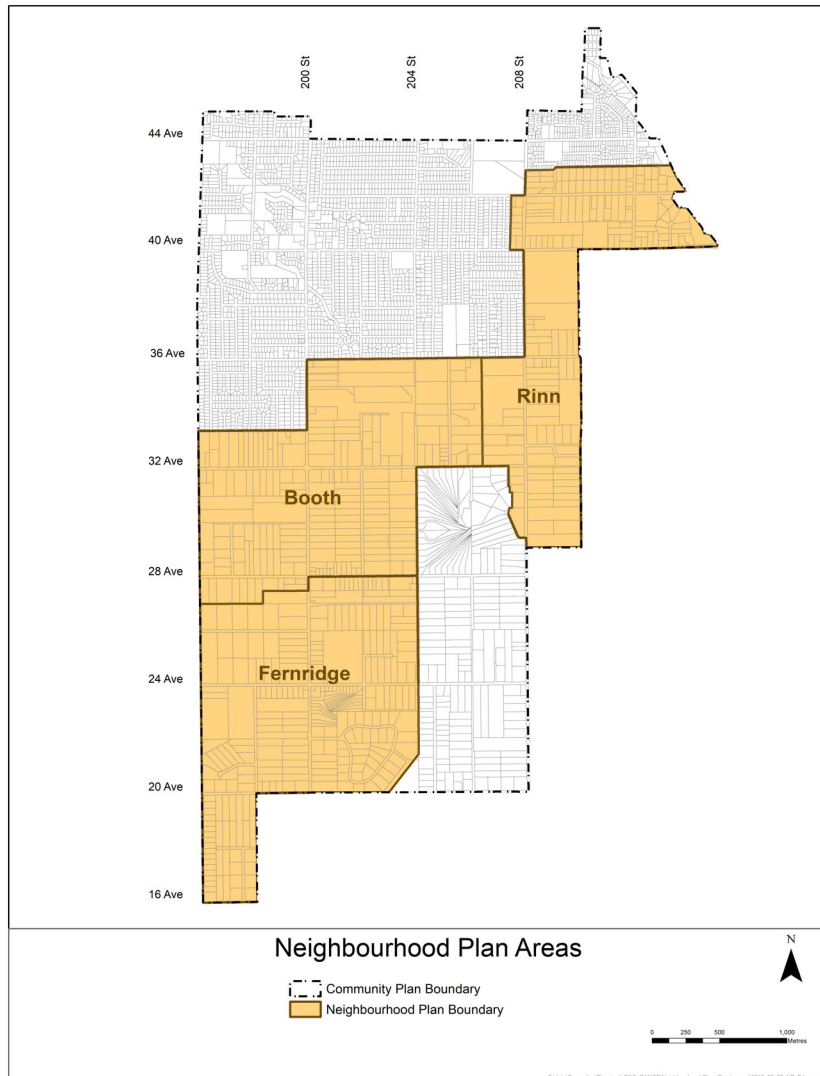 200 St
204 St
208 St
44 Ave
40 Ave
36 Ave
Rinn
32 Ave
Booth
28 Ave
Fernridge
24 Ave
20 Ave
16 Ave
Neighbourhood Plan Areas
N
Community Plan Boundary
Neighbourhood Plan Boundary
0 250 500 1,000
Metres